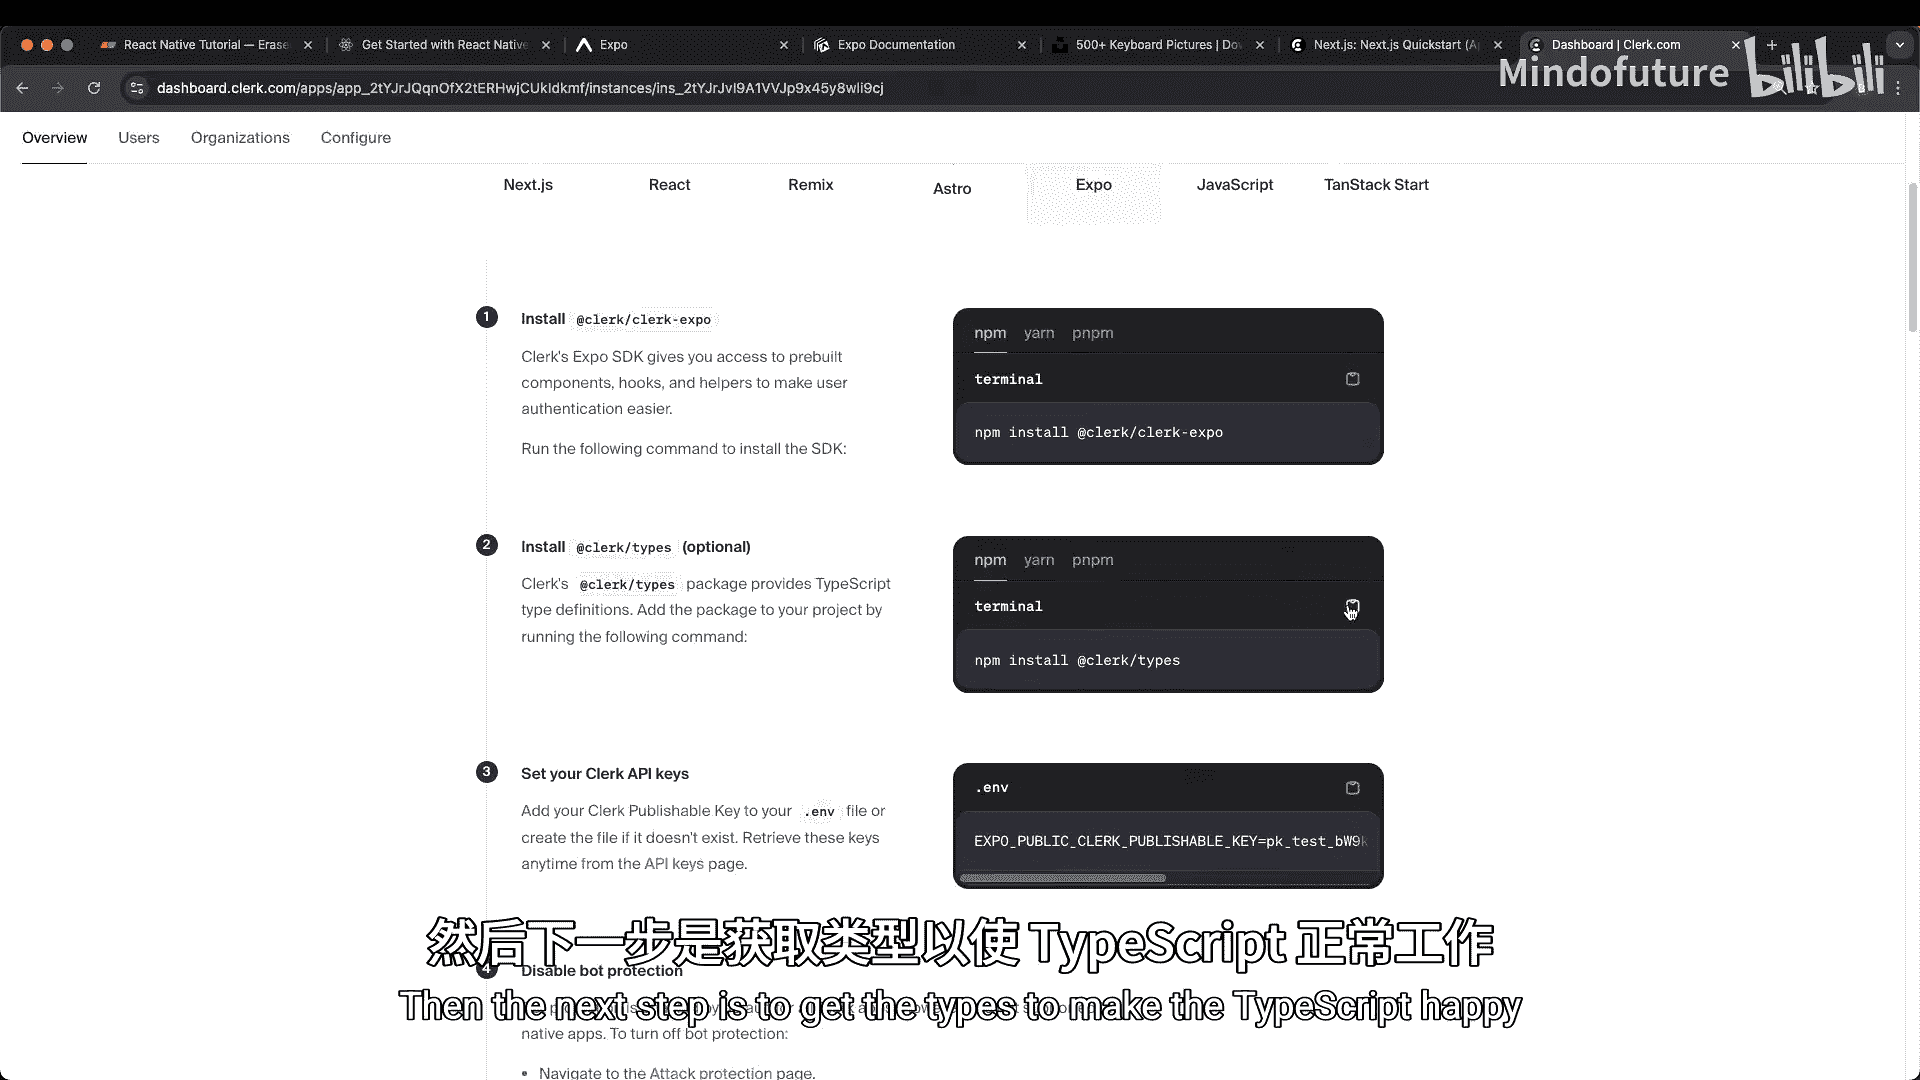 React Native Tutorial — Erase
Get Started with React Native
Expo
Expo Documentation
500+ Keyboard Pictures | Do
Next.js: Next.js Quickstart (A
Dashboard | Clerk.com
Mindofuture
bilibili
Overview
Users
Organizations
Configure
Next.js
React
Remix
Astro
Expo
JavaScript
TanStack Start
1
Install @clerk/clerk-expo
Clerk's Expo SDK gives you access to prebuilt
components, hooks, and helpers to make user
authentication easier.
Run the following command to install the SDK:
npm yarn pnpm
terminal
npm install @clerk/clerk-expo
2
Install @clerk/types (optional)
Clerk's @clerk/types package provides TypeScript
type definitions. Add the package to your project by
running the following command:
npm yarn pnpm
terminal
npm install @clerk/types
3
Set your Clerk API keys
Add your Clerk Publishable Key to your .env file or
create the file if it doesn't exist. Retrieve these keys
anytime from the API keys page.
.env
EXPO_PUBLIC_CLERK_PUBLISHABLE_KEY=pk_test_bW9k
4
Disable bot protection
native apps. To turn off bot protection:
• Navigate to the Attack protection page.
然后下一步是获取类型以使 TypeScript 正常工作
Then the next step is to get the types to make the TypeScript happy